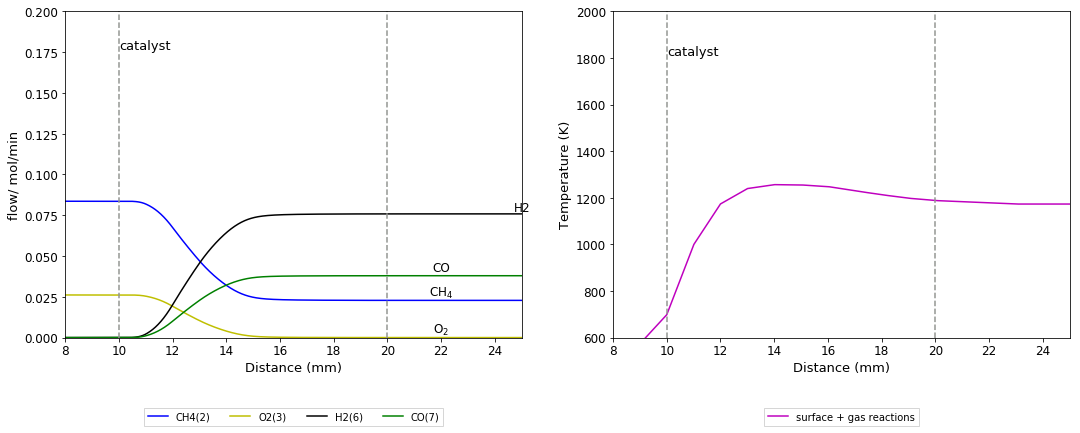 0.200
0.175
0.150
0.125
0.100
0.075
0.050
0.025
0.000
flow/ mol/min
catalyst
H2
CO
CH₄
O₂
8 10 12 14 16 18 20 22 24
Distance (mm)
CH4(2) O2(3) H2(6) CO(7)
2000
1800
1600
1400
1200
1000
800
600
Temperature (K)
catalyst
8 10 12 14 16 18 20 22 24
Distance (mm)
surface + gas reactions